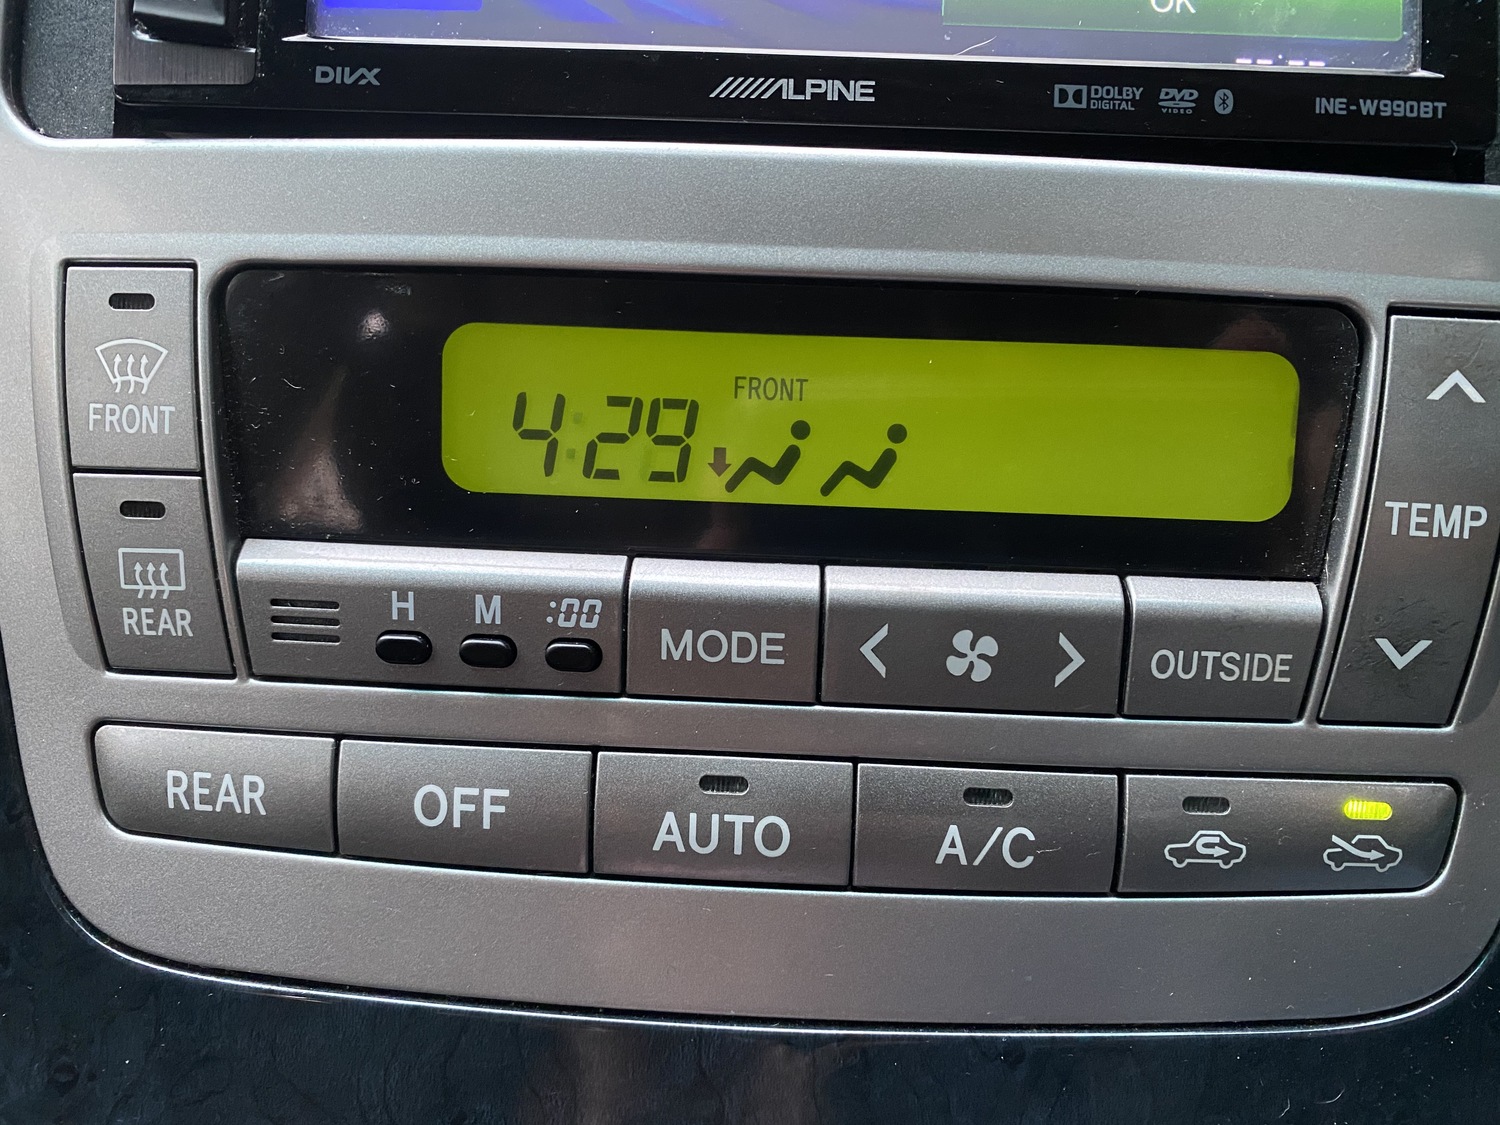 OK
DIVX
ALPINE
DOLBY
DIGITAL
DVD
VIDEO
INE-W990BT
FRONT
4:29
FRONT
TEMP
REAR
H M :00
MODE
OUTSIDE
REAR
OFF
AUTO
A/C